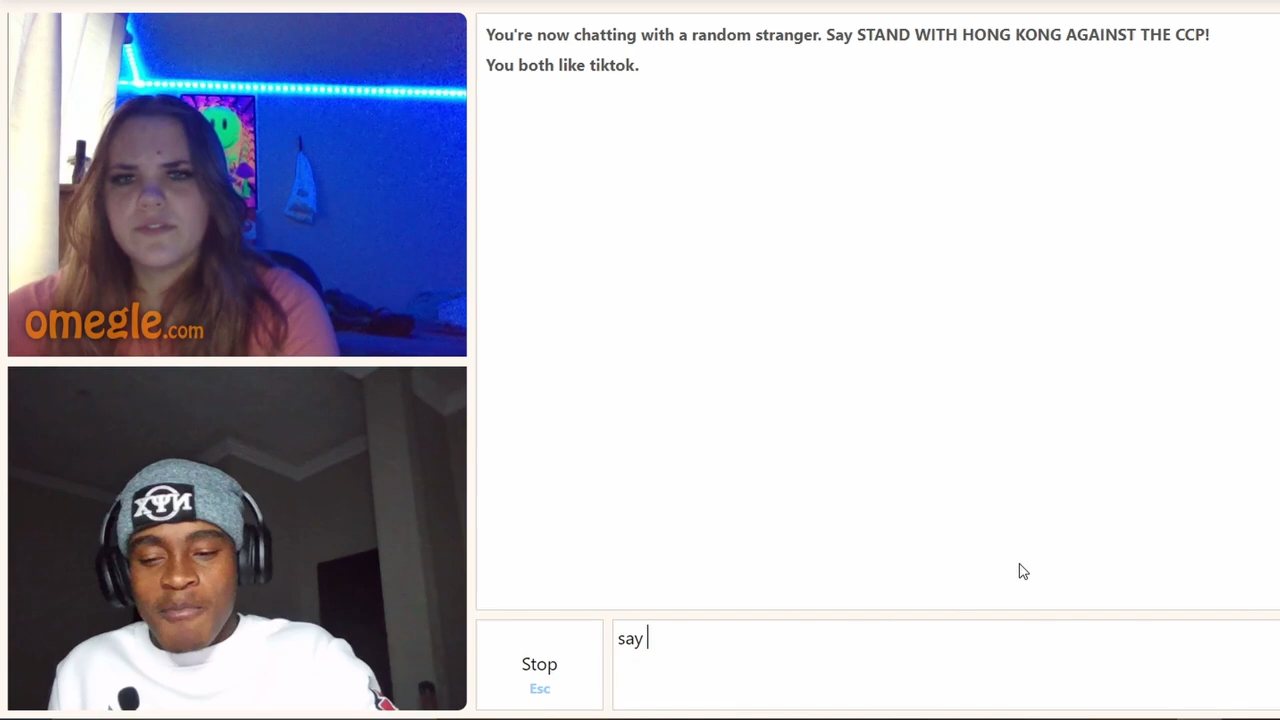 You're now chatting with a random stranger. Say STAND WITH HONG KONG AGAINST THE CCP!
You both like tiktok.
omegle.com
ΧΨΝ
say
Stop
Esc